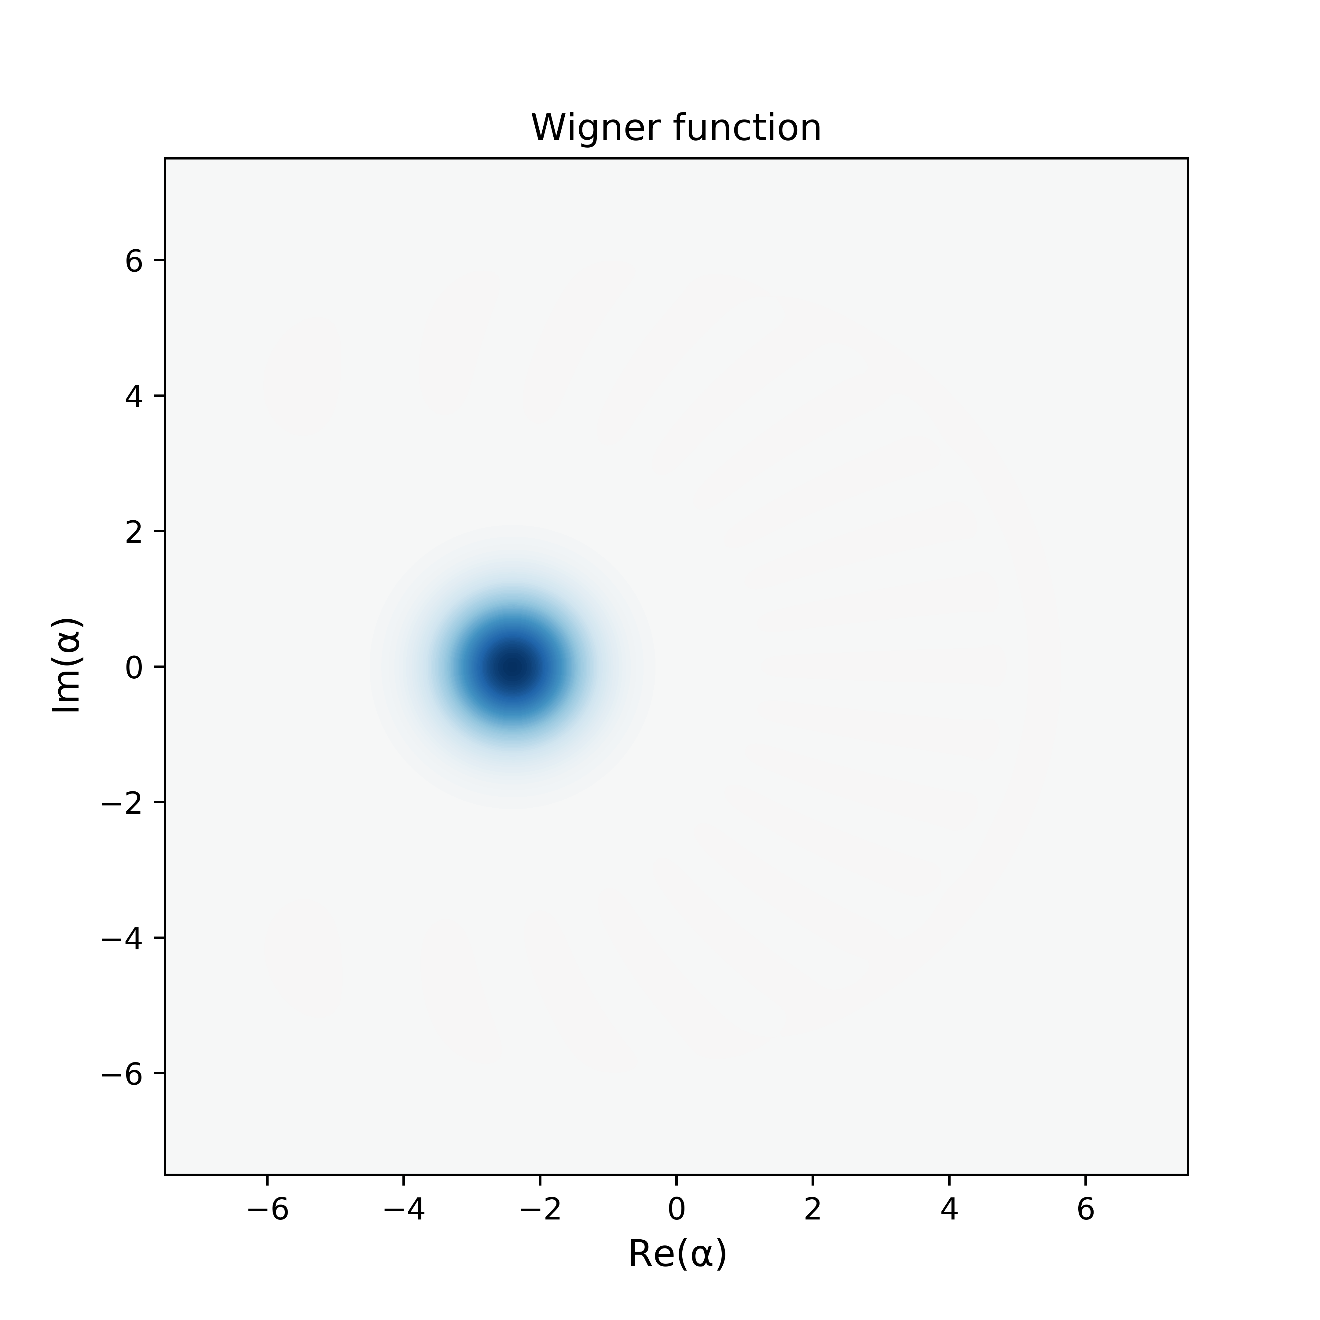 Wigner function
6
4
2
0
−2
−4
−6
Im(α)
−6 −4 −2 0 2 4 6
Re(α)